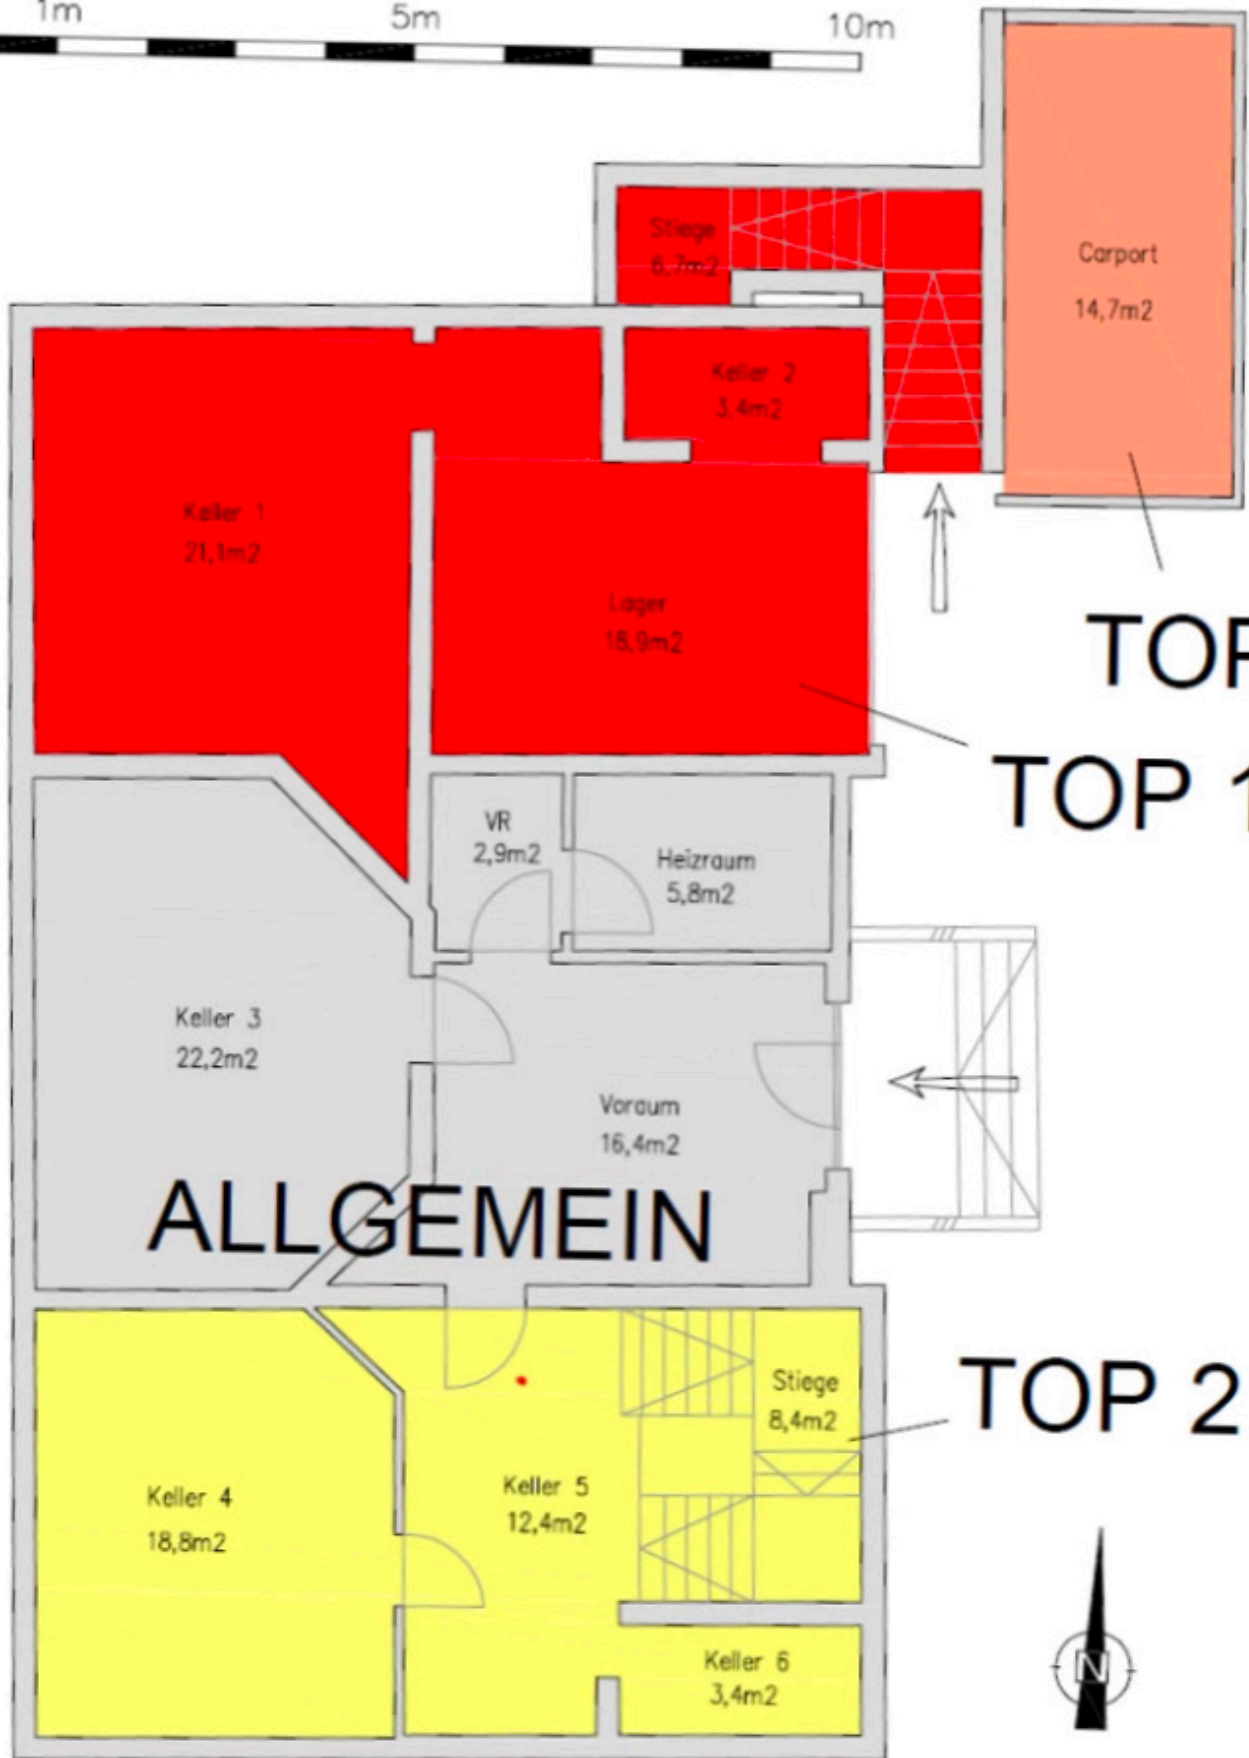 1m 5m 10m
Stiege
6,7m2
Carport
14,7m2
Keller 2
3,4m2
Keller 1
21,1m2
Lager
18,9m2
TOP
TOP 1
VR
2,9m2
Heizraum
5,8m2
Keller 3
22,2m2
Voraum
16,4m2
ALLGEMEIN
Stiege
8,4m2
TOP 2
Keller 4
18,8m2
Keller 5
12,4m2
Keller 6
3,4m2
N